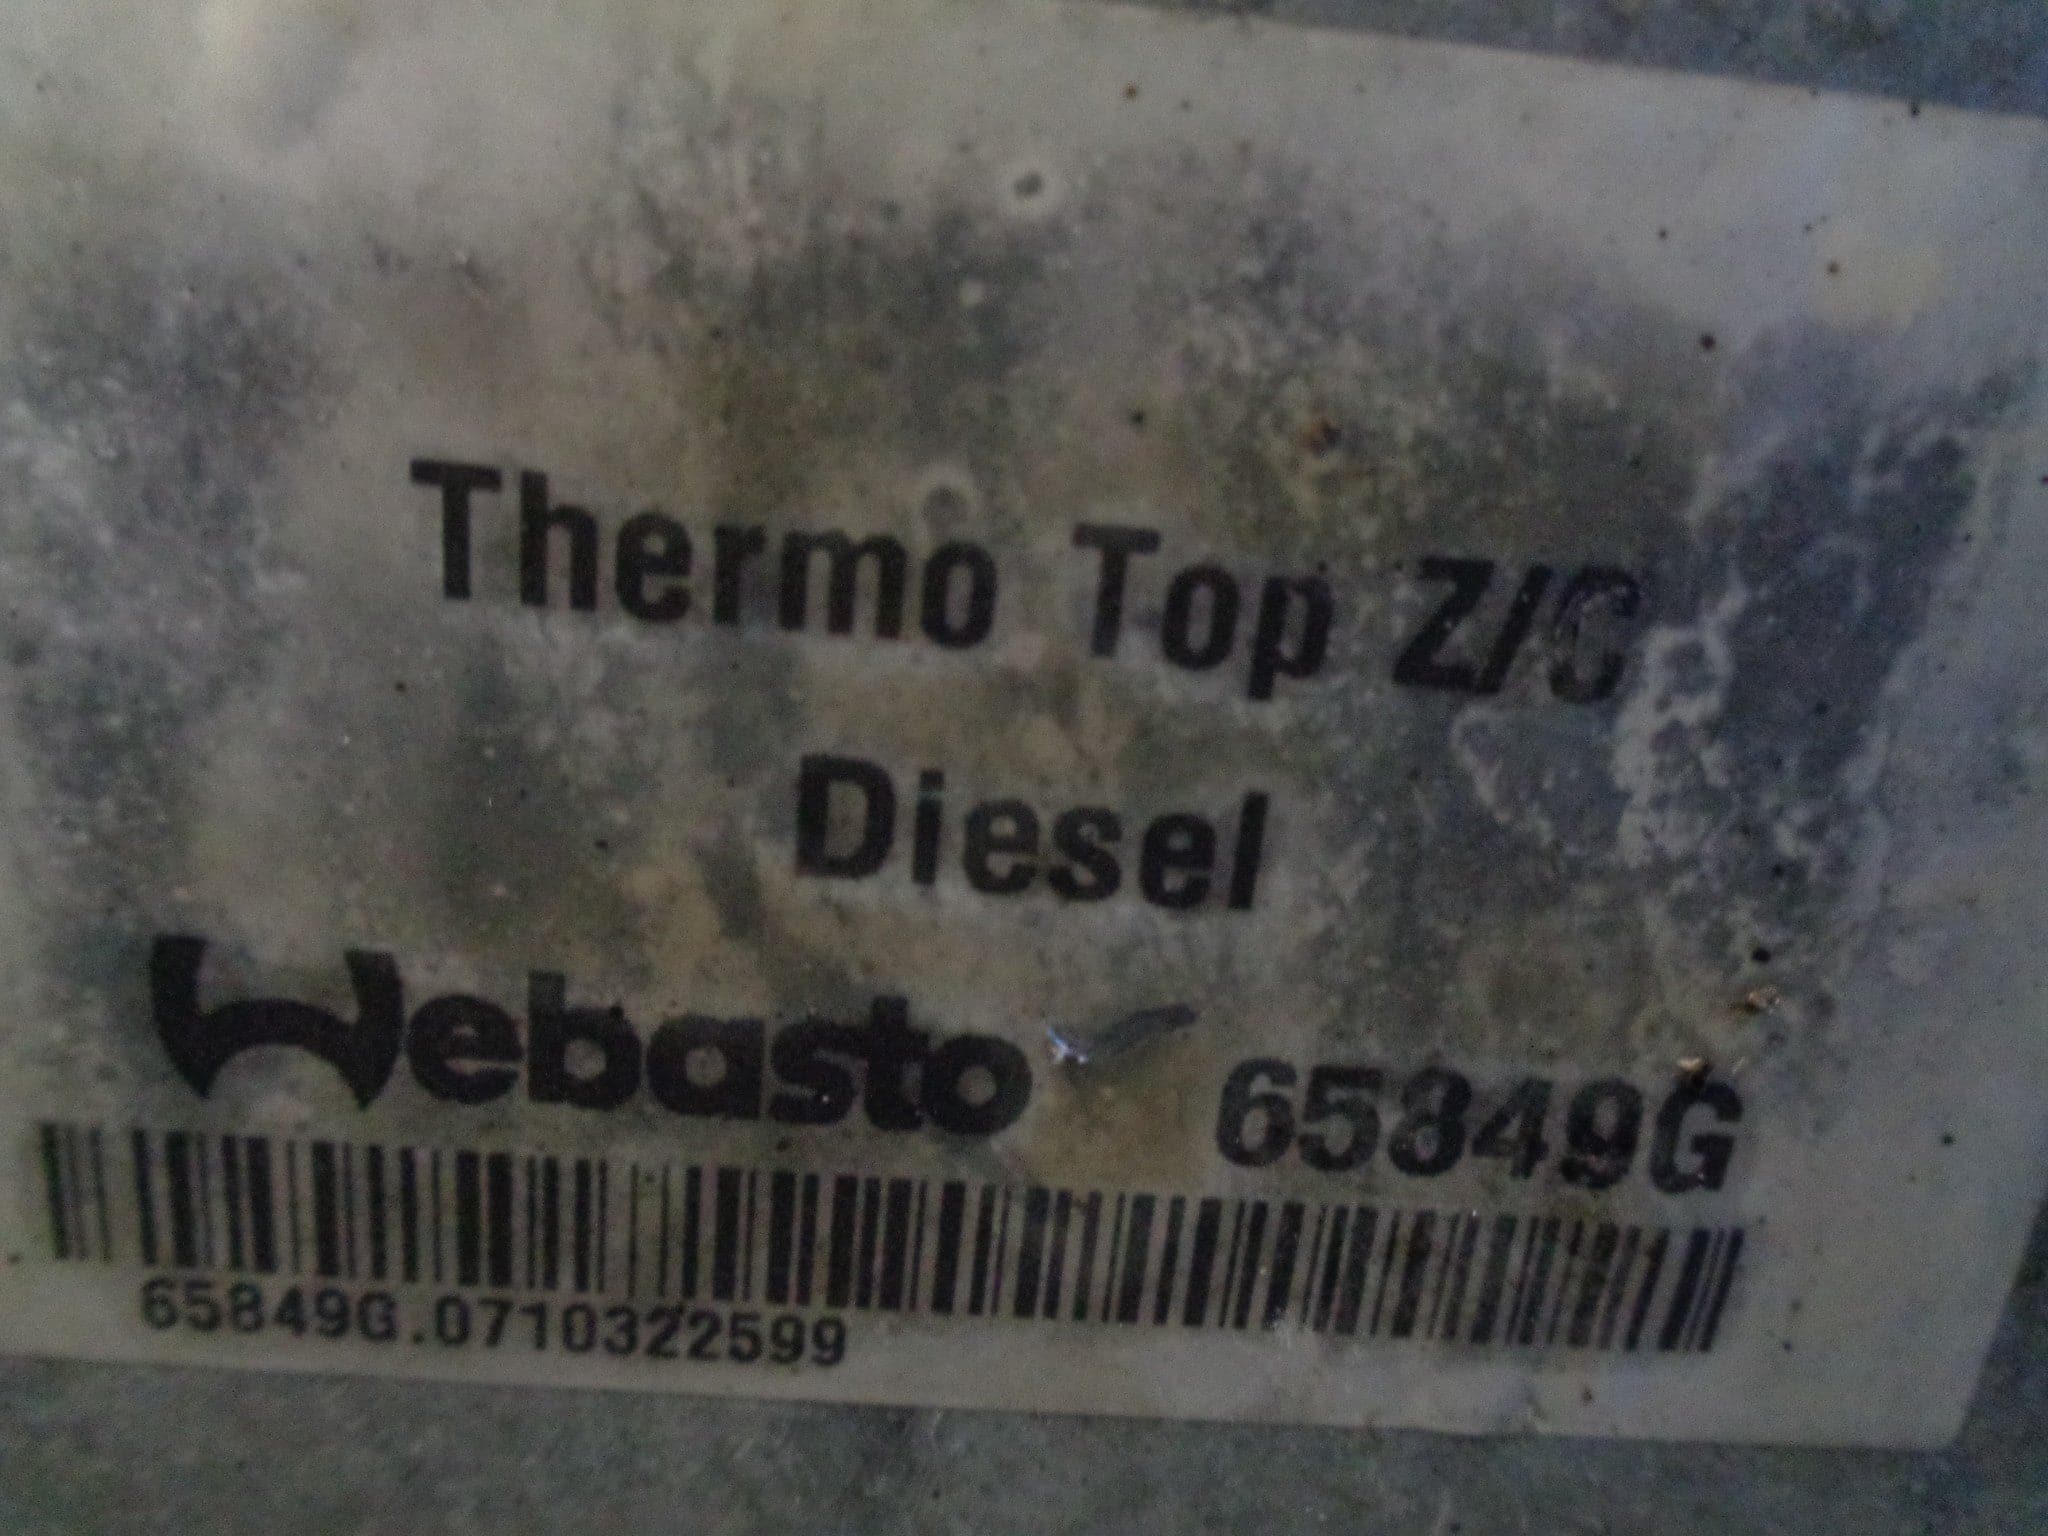 Thermo Top Z/C
Diesel
Webasto 65849G
65849G.0710322599